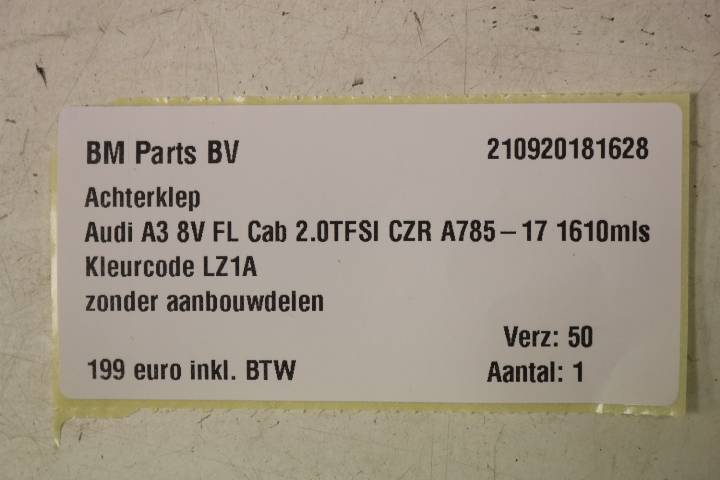 BM Parts BV 210920181628
Achterklep
Audi A3 8V FL Cab 2.0TFSI CZR A785-17 1610mls
Kleurcode LZ1A
zonder aanbouwdelen
Verz: 50
199 euro inkl. BTW Aantal: 1